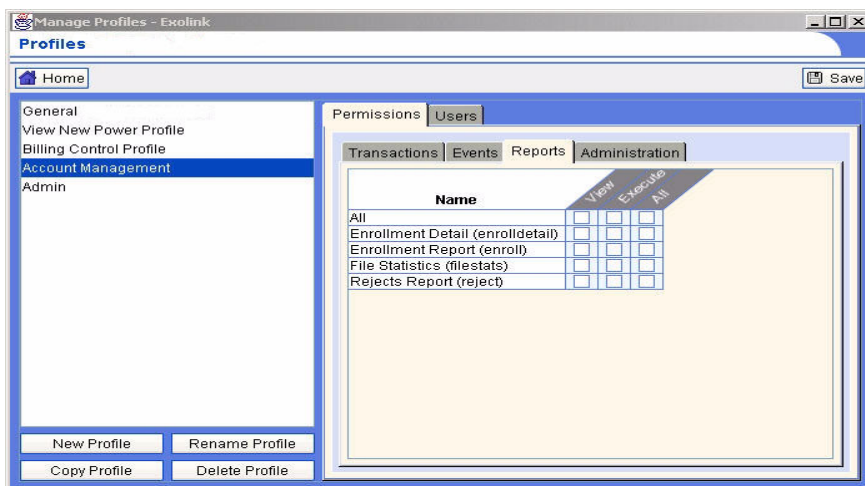 Manage Profiles - Exolink
Profiles
Home
Save
General
View New Power Profile
Billing Control Profile
Account Management
Admin
New Profile
Rename Profile
Copy Profile
Delete Profile
Permissions
Users
Transactions
Events
Reports
Administration
Name
View
Execute
All
All
Enrollment Detail (enrolldetail)
Enrollment Report (enroll)
File Statistics (filestats)
Rejects Report (reject)